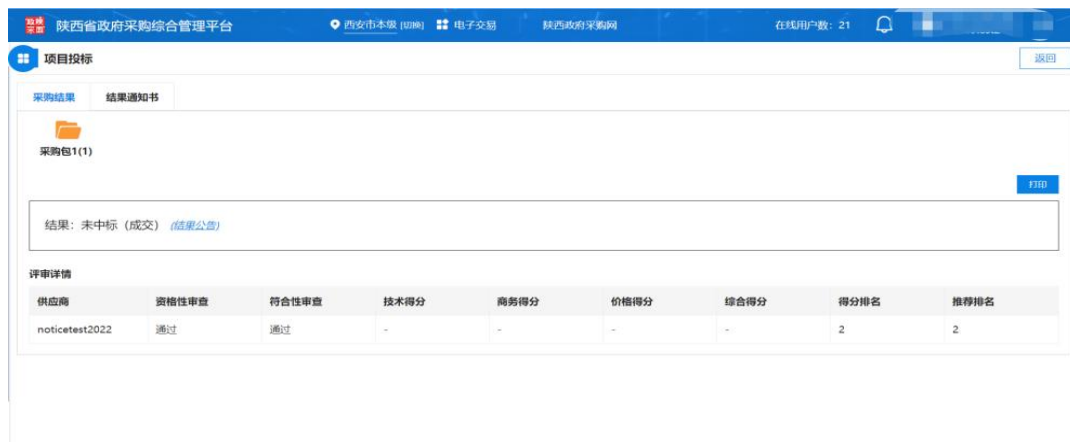 政采 陕西省政府采购综合管理平台 西安市本级 [切换] 电子交易 陕西政府采购网 在线用户数：21
项目投标 返回
采购结果 结果通知书
采购包1(1)
打印
结果：未中标（成交） (结果公告)
评审详情
供应商 资格性审查 符合性审查 技术得分 商务得分 价格得分 综合得分 得分排名 推荐排名
noticetest2022 通过 通过 - - - - 2 2